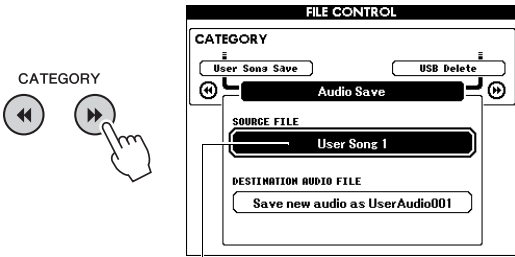 FILE CONTROL
CATEGORY
User Song Save
USB Delete
CATEGORY
Audio Save
SOURCE FILE
User Song 1
DESTINATION AUDIO FILE
Save new audio as UserAudio001